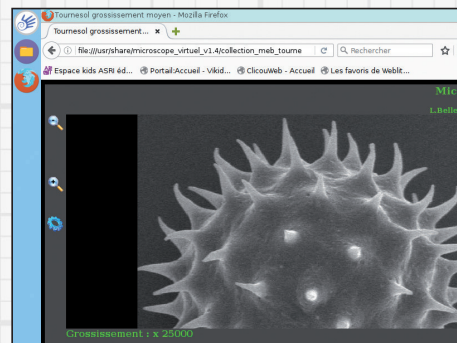 Tournesol grossissement moyen - Mozilla Firefox
Tournesol grossissement... × +
file:///usr/share/microscope_virtuel_v1.4/collection_meb_tourne
Rechercher
Espace kids ASRI éd... Portail:Accueil - Vikid... ClicouWeb - Accueil Les favoris de Weblit...
Mic
L.Belle
Grossissement : x 25000